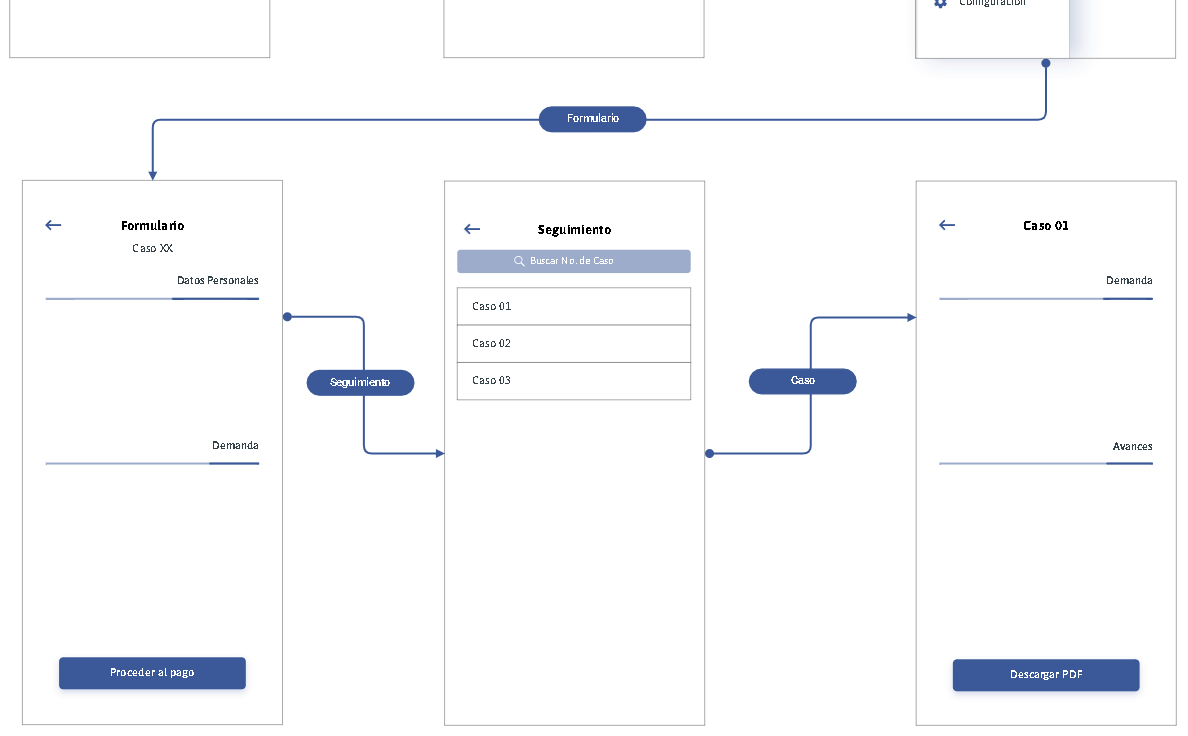 Configuración
Formulario
Formulario
Caso XX
Datos Personales
Demanda
Proceder al pago
Seguimiento
Seguimiento
Buscar No. de Caso
Caso 01
Caso 02
Caso 03
Caso
Caso 01
Demanda
Avances
Descargar PDF